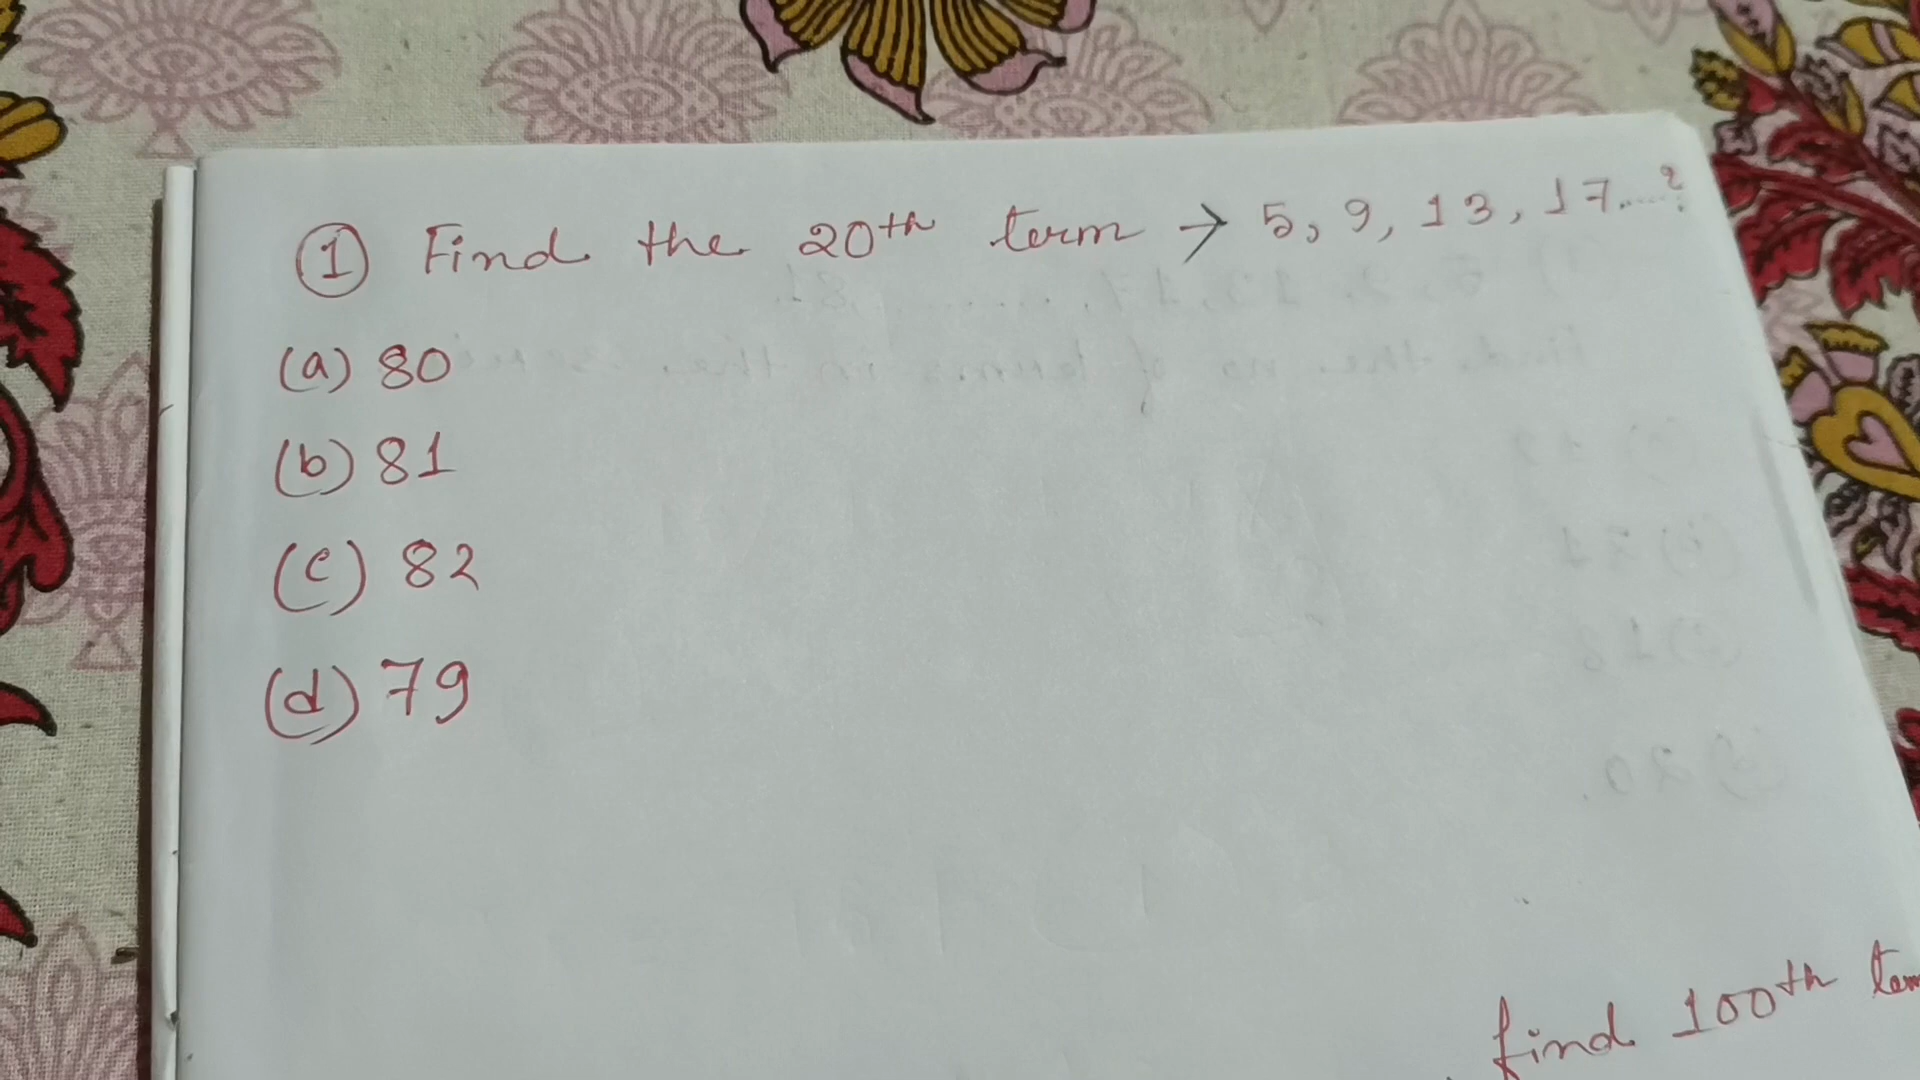 ① Find the 20th term → 5, 9, 13, 17.....?
(a) 80
(b) 81
(c) 82
(d) 79
find 100th